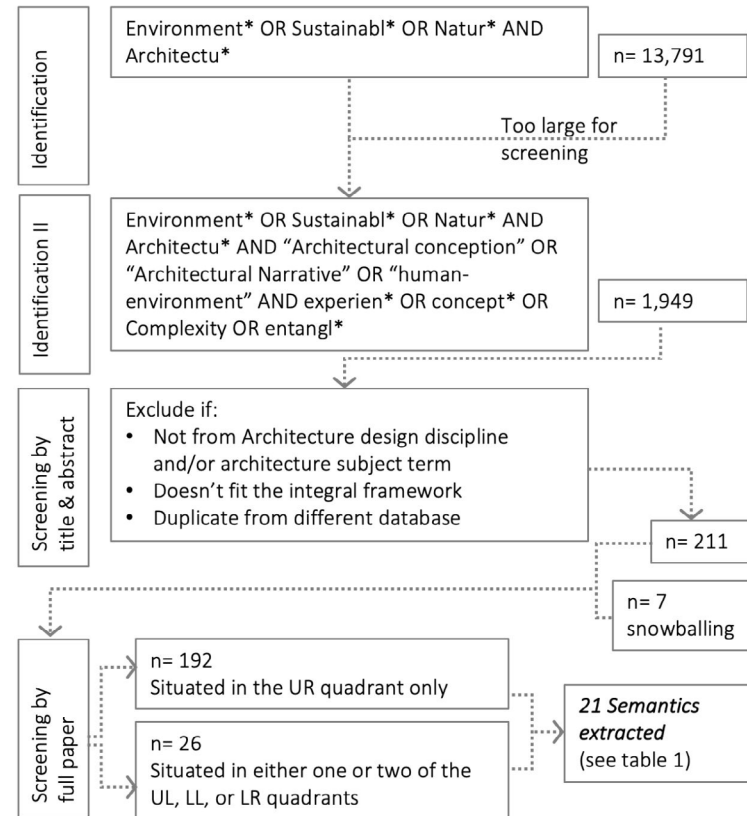 Identification
Environment* OR Sustainabl* OR Natur* AND
Architectu*
n= 13,791
Too large for
screening
Identification II
Environment* OR Sustainabl* OR Natur* AND
Architectu* AND “Architectural conception” OR
“Architectural Narrative” OR “human-
environment” AND experien* OR concept* OR
Complexity OR entangl*
n= 1,949
Screening by
title & abstract
Exclude if:
• Not from Architecture design discipline
and/or architecture subject term
• Doesn’t fit the integral framework
• Duplicate from different database
n= 211
n= 7
snowballing
Screening by
full paper
n= 192
Situated in the UR quadrant only
n= 26
Situated in either one or two of the
UL, LL, or LR quadrants
21 Semantics
extracted
(see table 1)